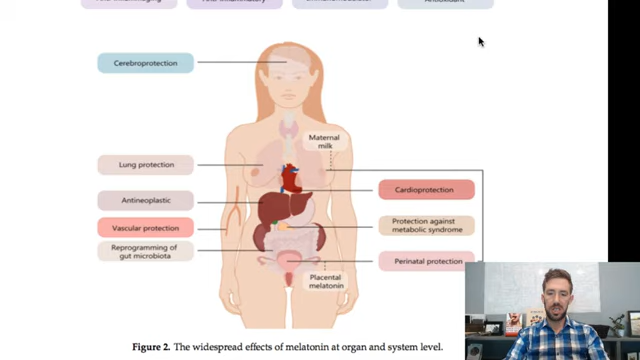 Antioxidant
Cerebroprotection
Maternal
milk
Lung protection
Cardioprotection
Antineoplastic
Vascular protection
Protection against
metabolic syndrome
Reprogramming of
gut microbiota
Perinatal protection
Placental
melatonin
Figure 2. The widespread effects of melatonin at organ and system level.